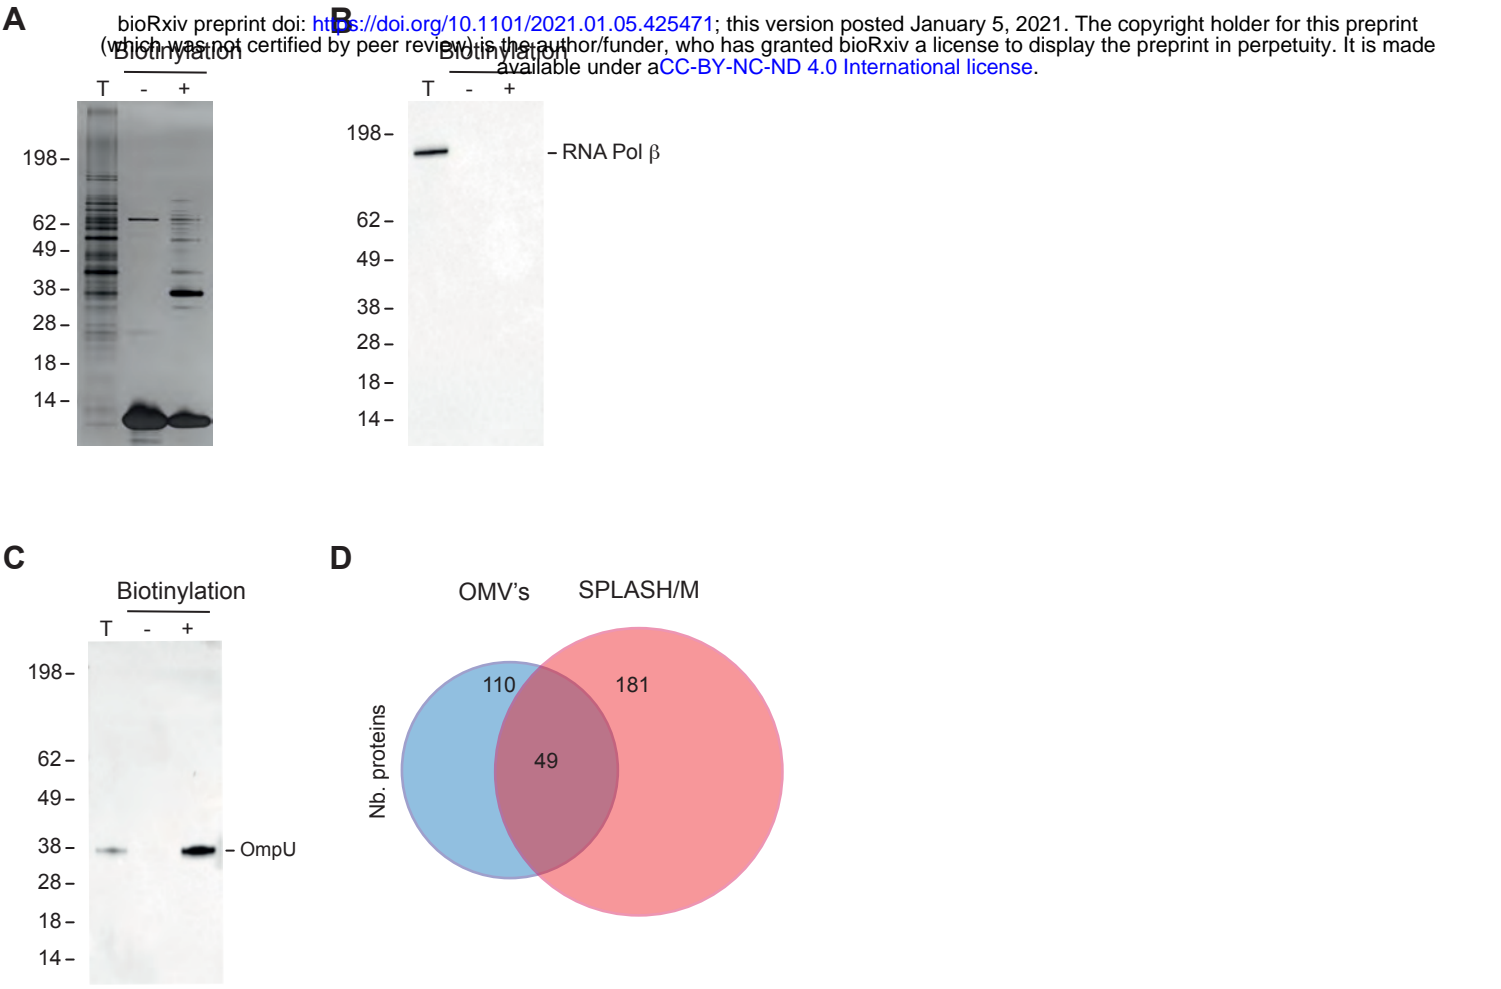 A
B
bioRxiv preprint doi: https://doi.org/10.1101/2021.01.05.425471; this version posted January 5, 2021. The copyright holder for this preprint
(which was not certified by peer review) is the author/funder, who has granted bioRxiv a license to display the preprint in perpetuity. It is made
available under aCC-BY-NC-ND 4.0 International license.
Biotinylation
T - +
198–
62–
49–
38–
28–
18–
14–
Biotinylation
T - +
198–
62–
49–
38–
28–
18–
14–
– RNA Pol β
C
Biotinylation
T - +
198–
62–
49–
38–
28–
18–
14–
– OmpU
D
OMV's SPLASH/M
Nb. proteins
110 181
49